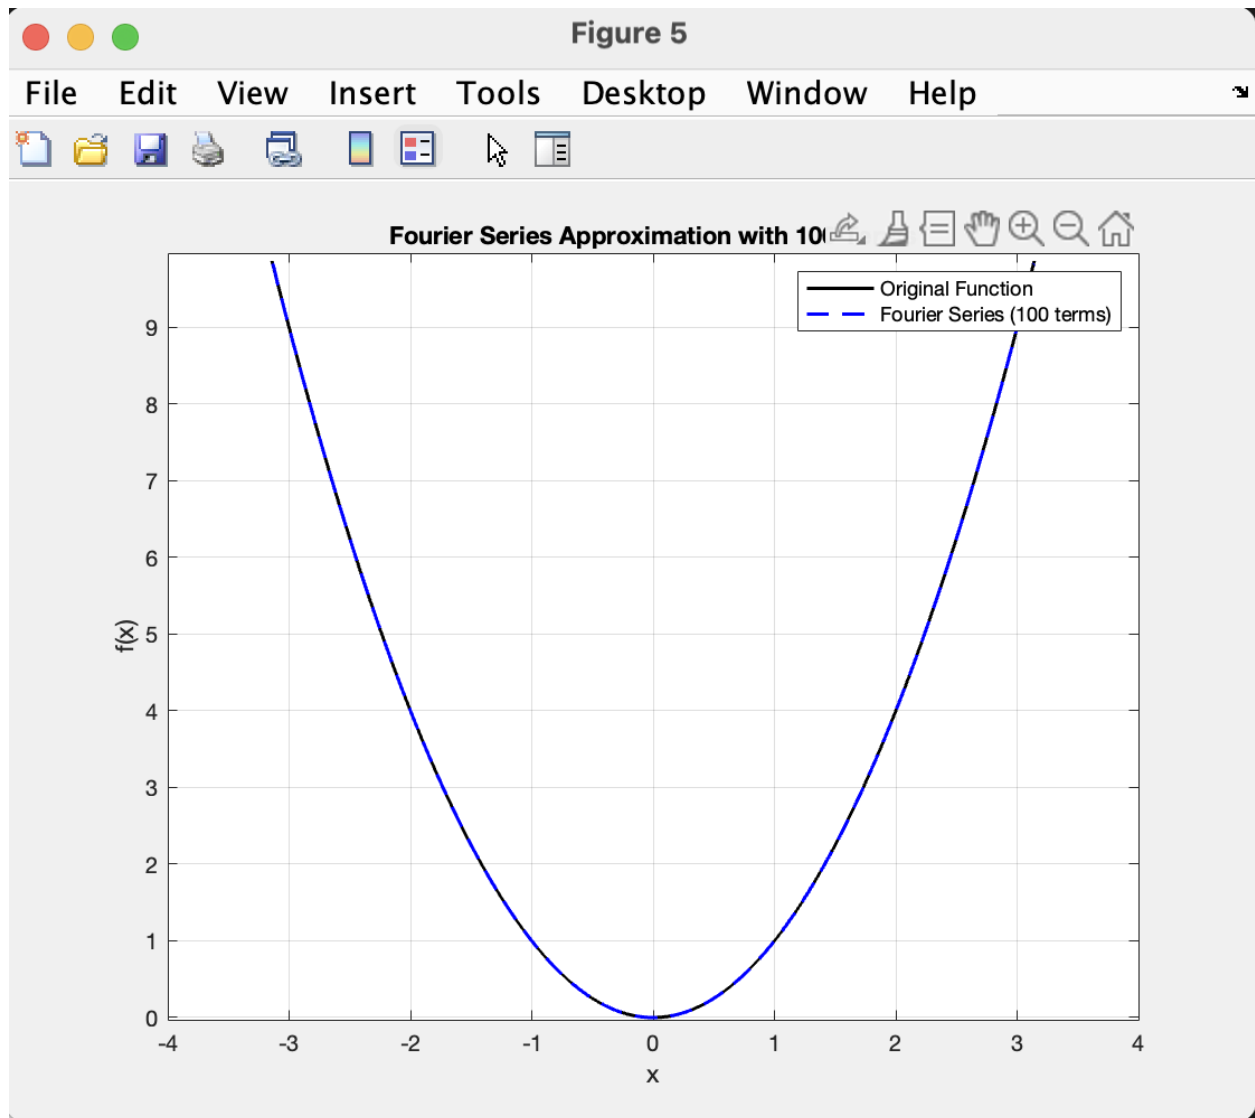 Figure 5
File Edit View Insert Tools Desktop Window Help
Fourier Series Approximation with
Original Function
Fourier Series (100 terms)
9
8
7
6
5
4
3
2
1
0
f(x)
-4 -3 -2 -1 0 1 2 3 4
x